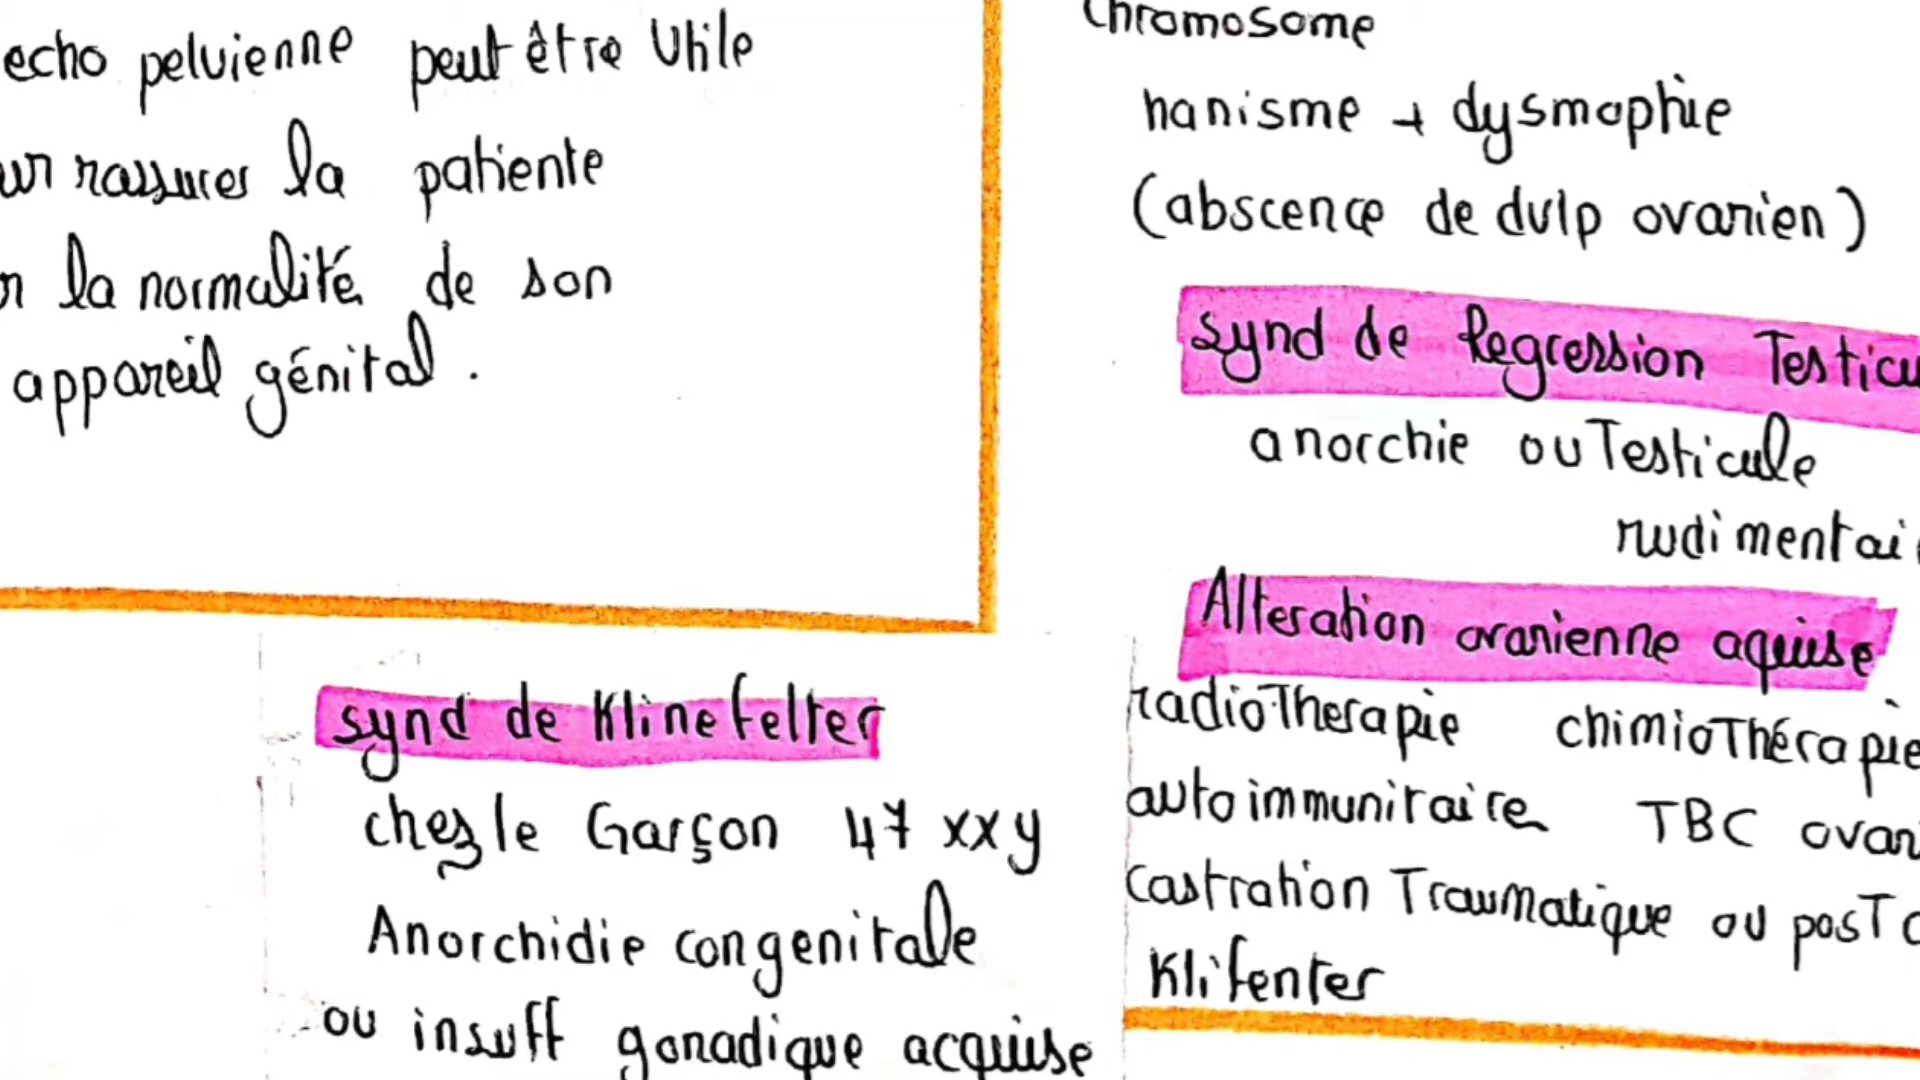 echo pelvienne peut être Utile
ur rassurer la patiente
la normalité de son
appareil génital.
synd de Klinefelter
chez le Garçon 47 xxy
Anorchidie congenitale
ou insuff gonadique acquise
Chromosome
nanisme + dysmophie
(abscence de dvlp ovarien)
synd de Regression Testicu
anorchie ou Testicule
rudimentai
Alteration ovarienne aquise
radioTherapie chimioThérapie
autoimmunitaire TBC ovar
castration Traumatique ou posT
Klifenter